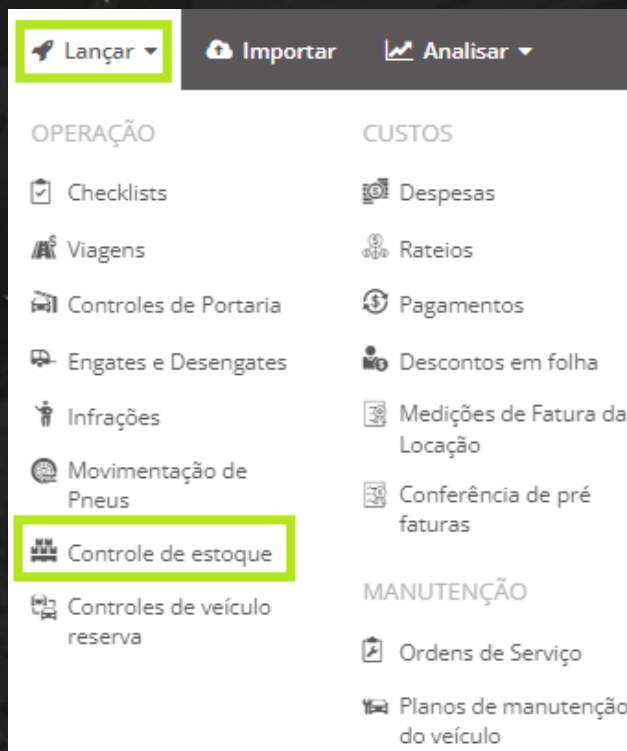 Lançar
Importar
Analisar
OPERAÇÃO
Checklists
Viagens
Controles de Portaria
Engates e Desengates
Infrações
Movimentação de
Pneus
Controle de estoque
Controles de veículo
reserva
CUSTOS
Despesas
Rateios
Pagamentos
Descontos em folha
Medições de Fatura da
Locação
Conferência de pré
faturas
MANUTENÇÃO
Ordens de Serviço
Planos de manutenção
do veículo